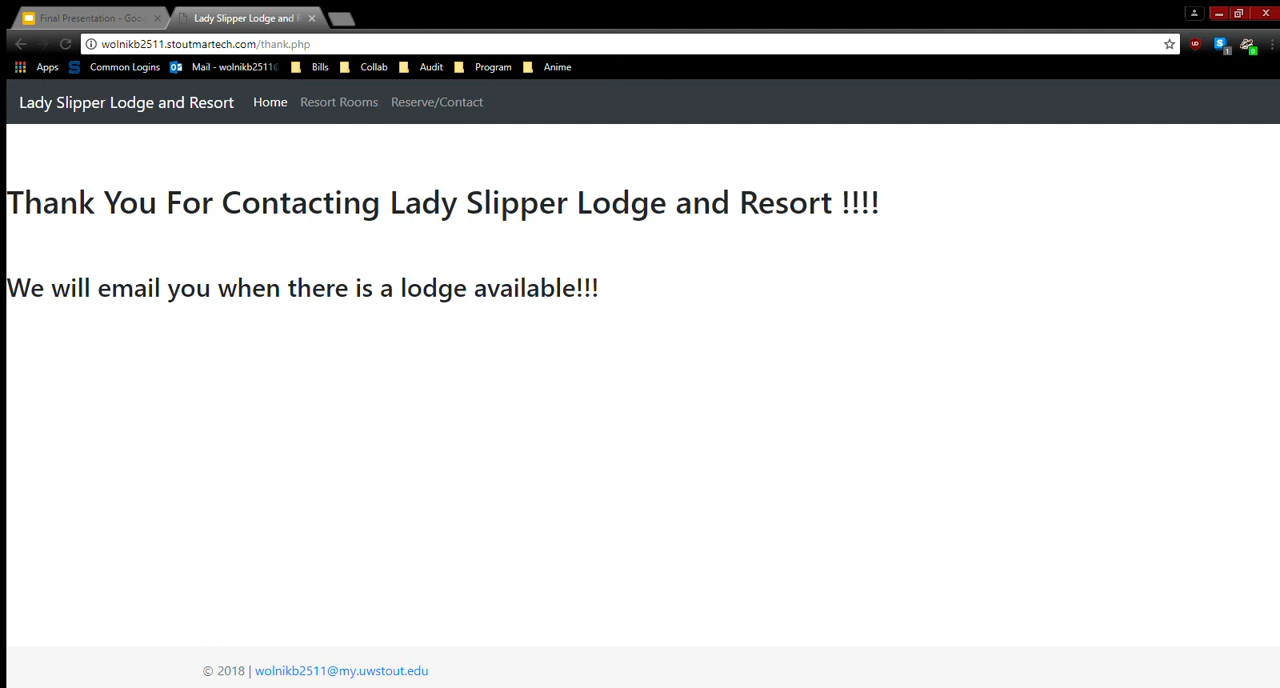 Final Presentation - Goo
Lady Slipper Lodge and
wolnikb2511.stoutmartech.com/thank.php
Apps Common Logins Mail - wolnikb2511 Bills Collab Audit Program Anime
Lady Slipper Lodge and Resort Home Resort Rooms Reserve/Contact
Thank You For Contacting Lady Slipper Lodge and Resort !!!!
We will email you when there is a lodge available!!!
© 2018 | wolnikb2511@my.uwstout.edu